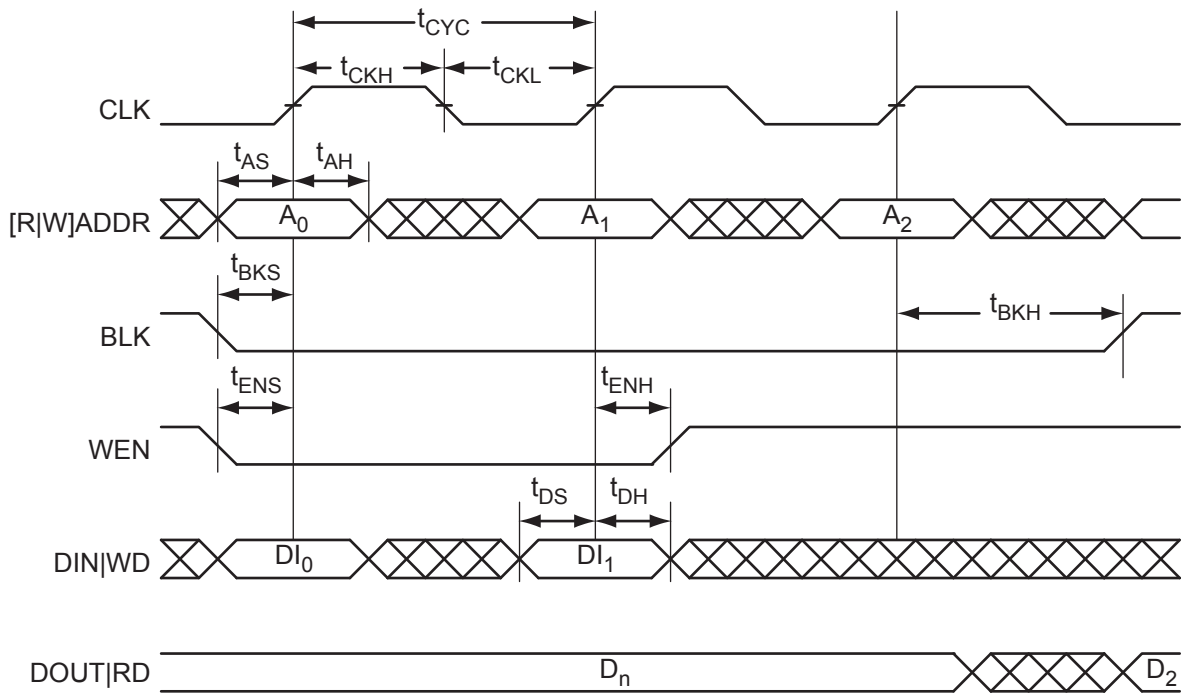 tCYC
tCKH tCKL
CLK
tAS tAH
[R|W]ADDR A0 A1 A2
tBKS
tBKH
BLK
tENS tENH
WEN
tDS tDH
DIN|WD DI0 DI1
DOUT|RD Dn D2